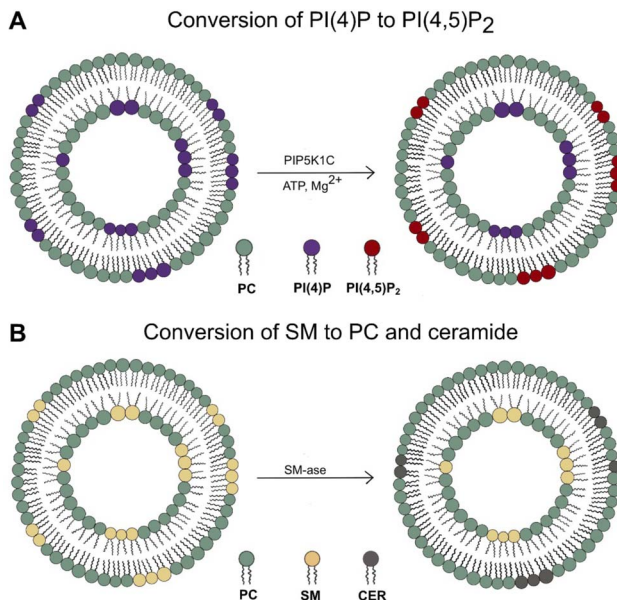 A
Conversion of PI(4)P to PI(4,5)P2
PIP5K1C
ATP, Mg2+
PC
PI(4)P
PI(4,5)P2
B
Conversion of SM to PC and ceramide
SM-ase
PC
SM
CER